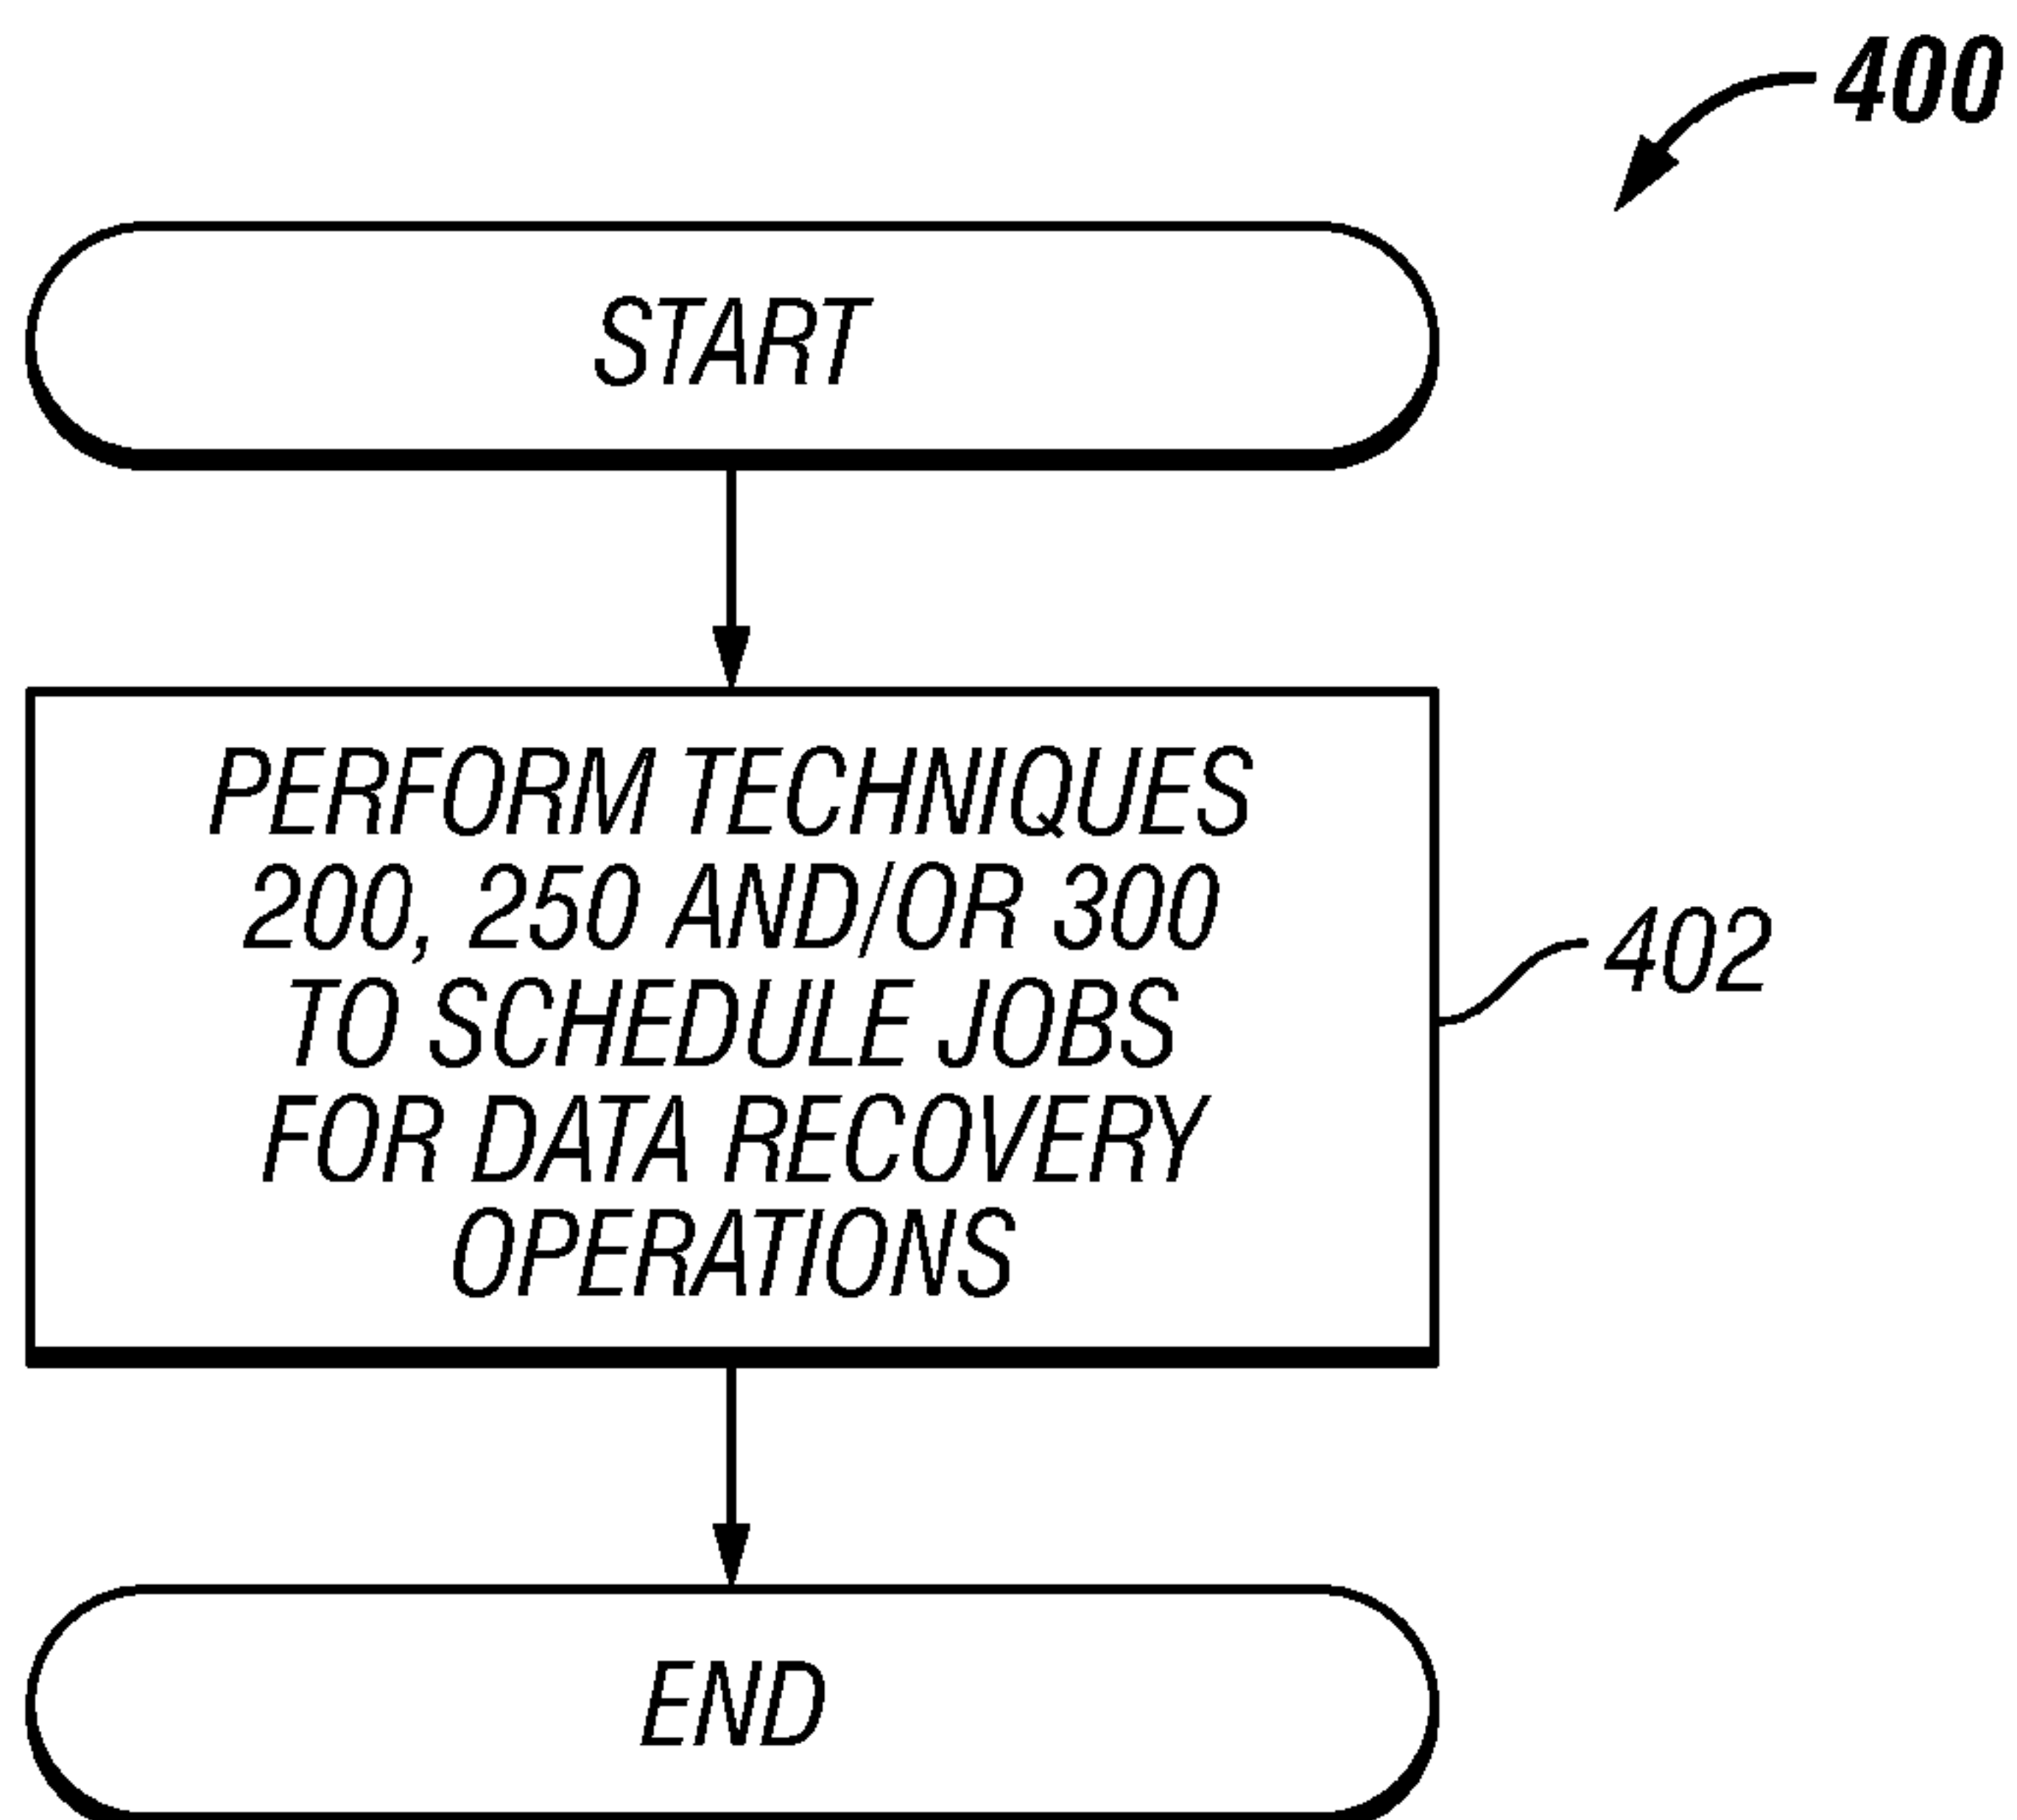 400
START
PERFORM TECHNIQUES
200, 250 AND/OR 300
TO SCHEDULE JOBS
FOR DATA RECOVERY
OPERATIONS
402
END